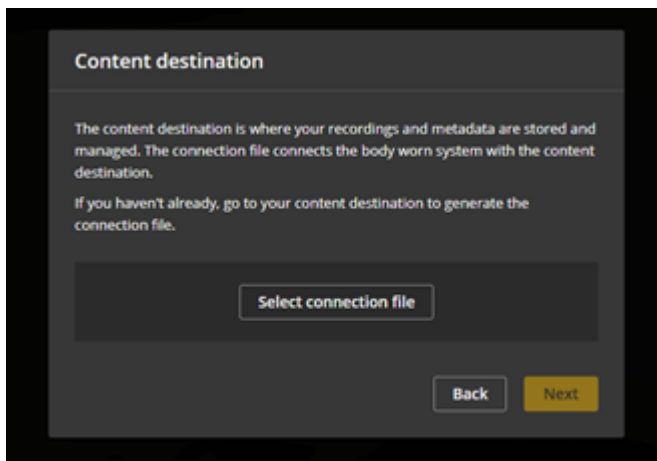 Content destination
The content destination is where your recordings and metadata are stored and
managed. The connection file connects the body worn system with the content
destination.
If you haven't already, go to your content destination to generate the
connection file.
Select connection file
Back
Next